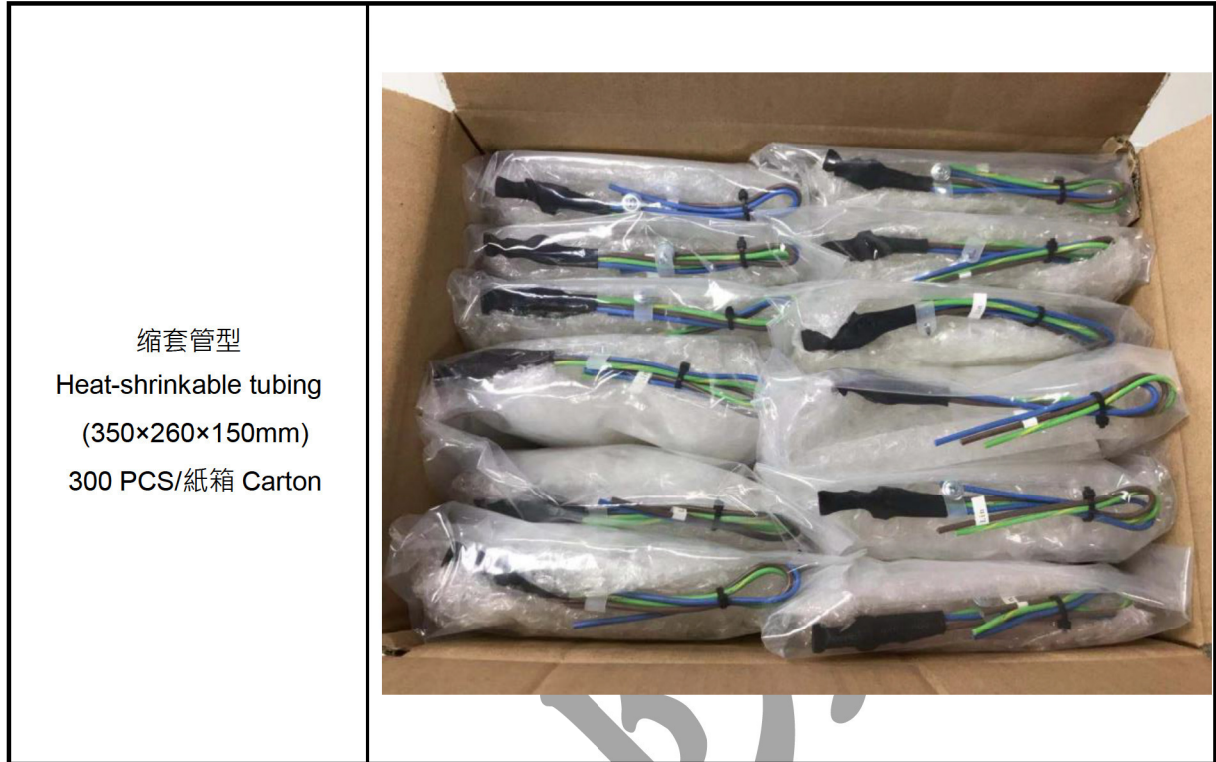 缩套管型
Heat-shrinkable tubing
(350×260×150mm)
300 PCS/紙箱 Carton